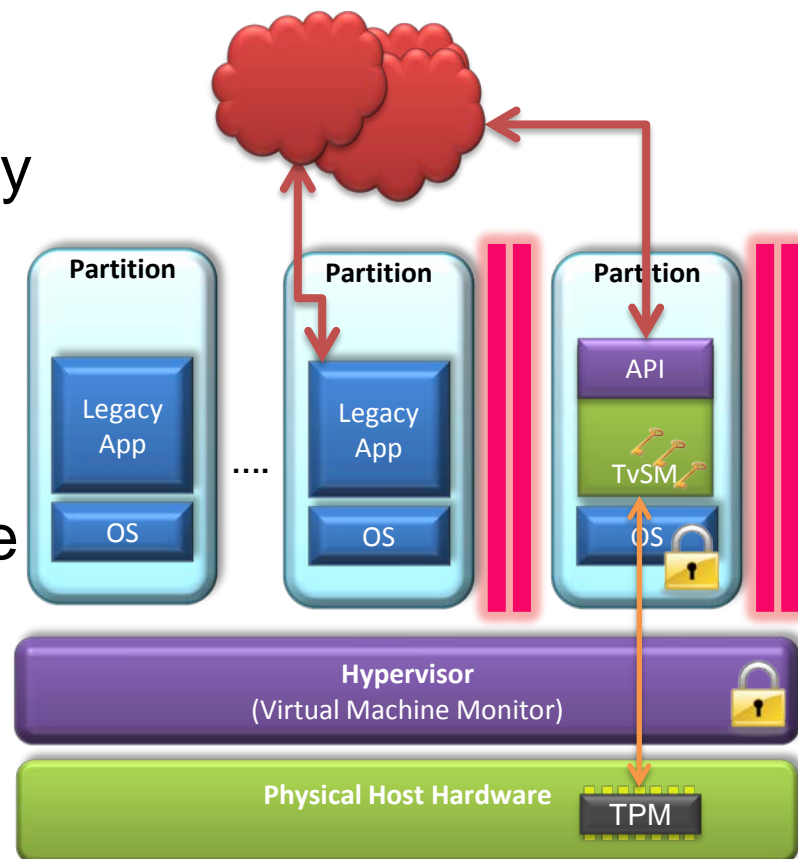 y
Partition
Partition
Partition
API
Legacy
App
....
Legacy
App
TvSM
e
OS
OS
OS
Hypervisor
(Virtual Machine Monitor)
Physical Host Hardware
TPM